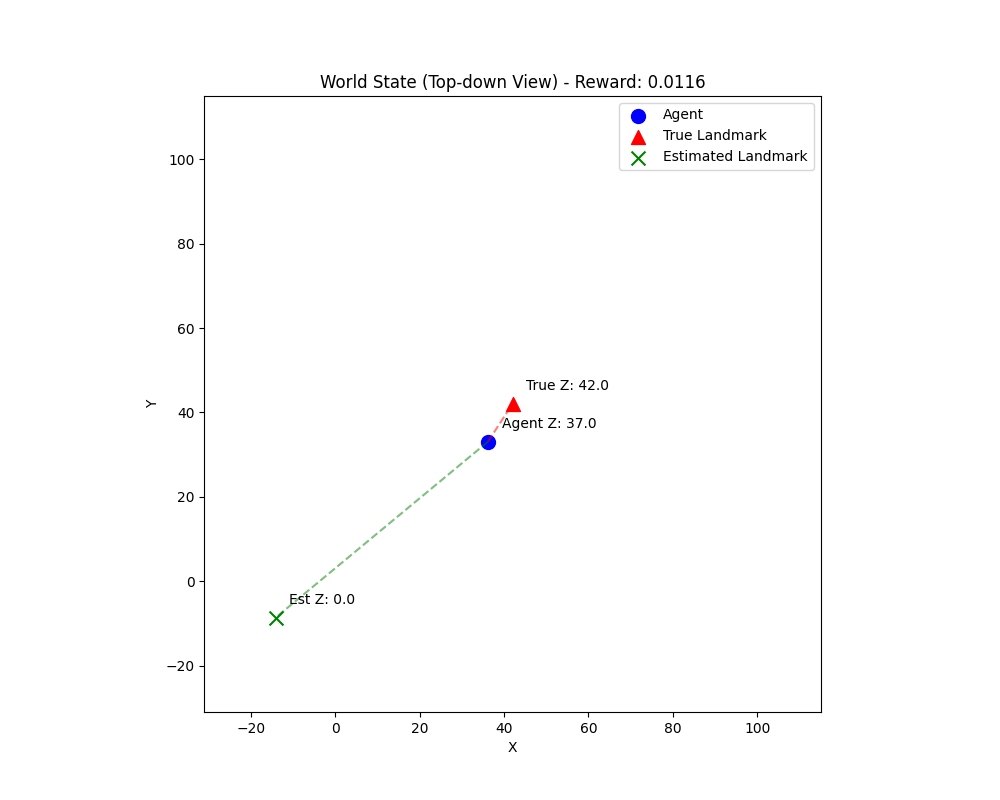 World State (Top-down View) - Reward: 0.0116
Agent
True Landmark
Estimated Landmark
100
80
60
40
20
0
−20
Y
True Z: 42.0
Agent Z: 37.0
Est Z: 0.0
−20 0 20 40 60 80 100
X